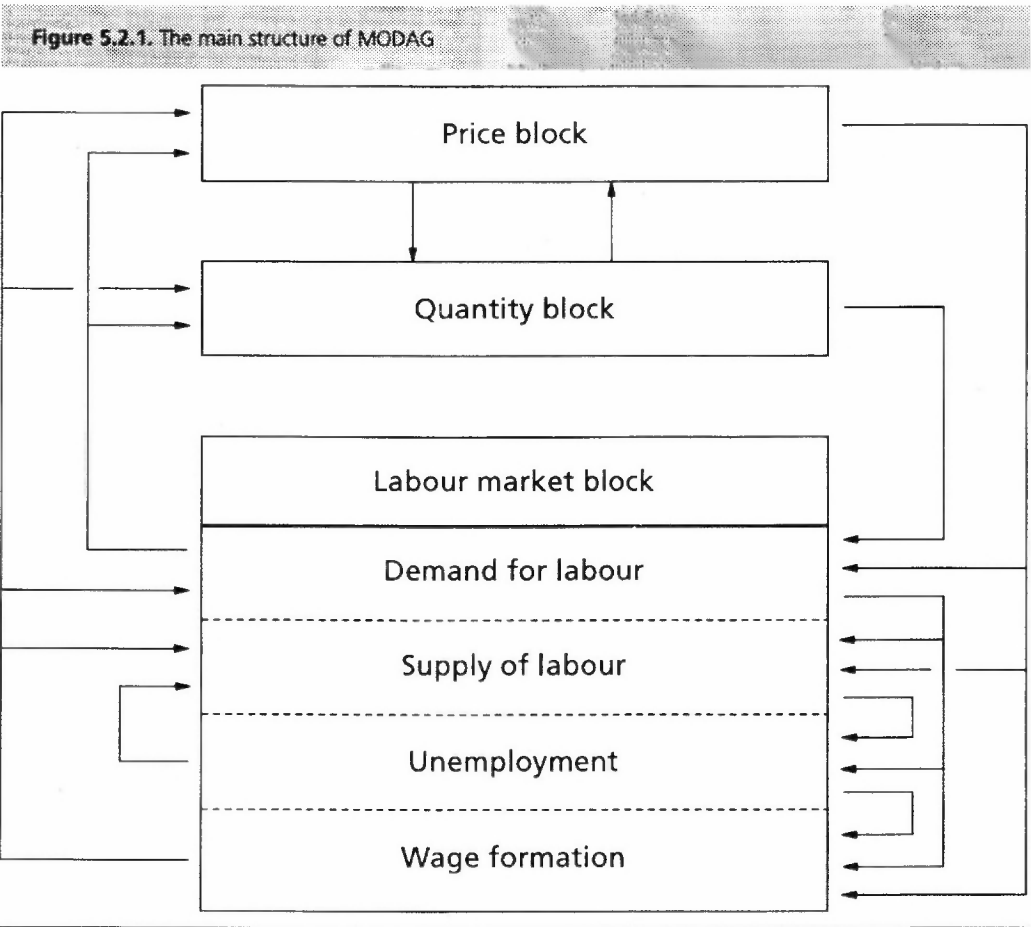 Figure 5.2.1. The main structure of MODAG
Price block
Quantity block
Labour market block
Demand for labour
Supply of labour
Unemployment
Wage formation